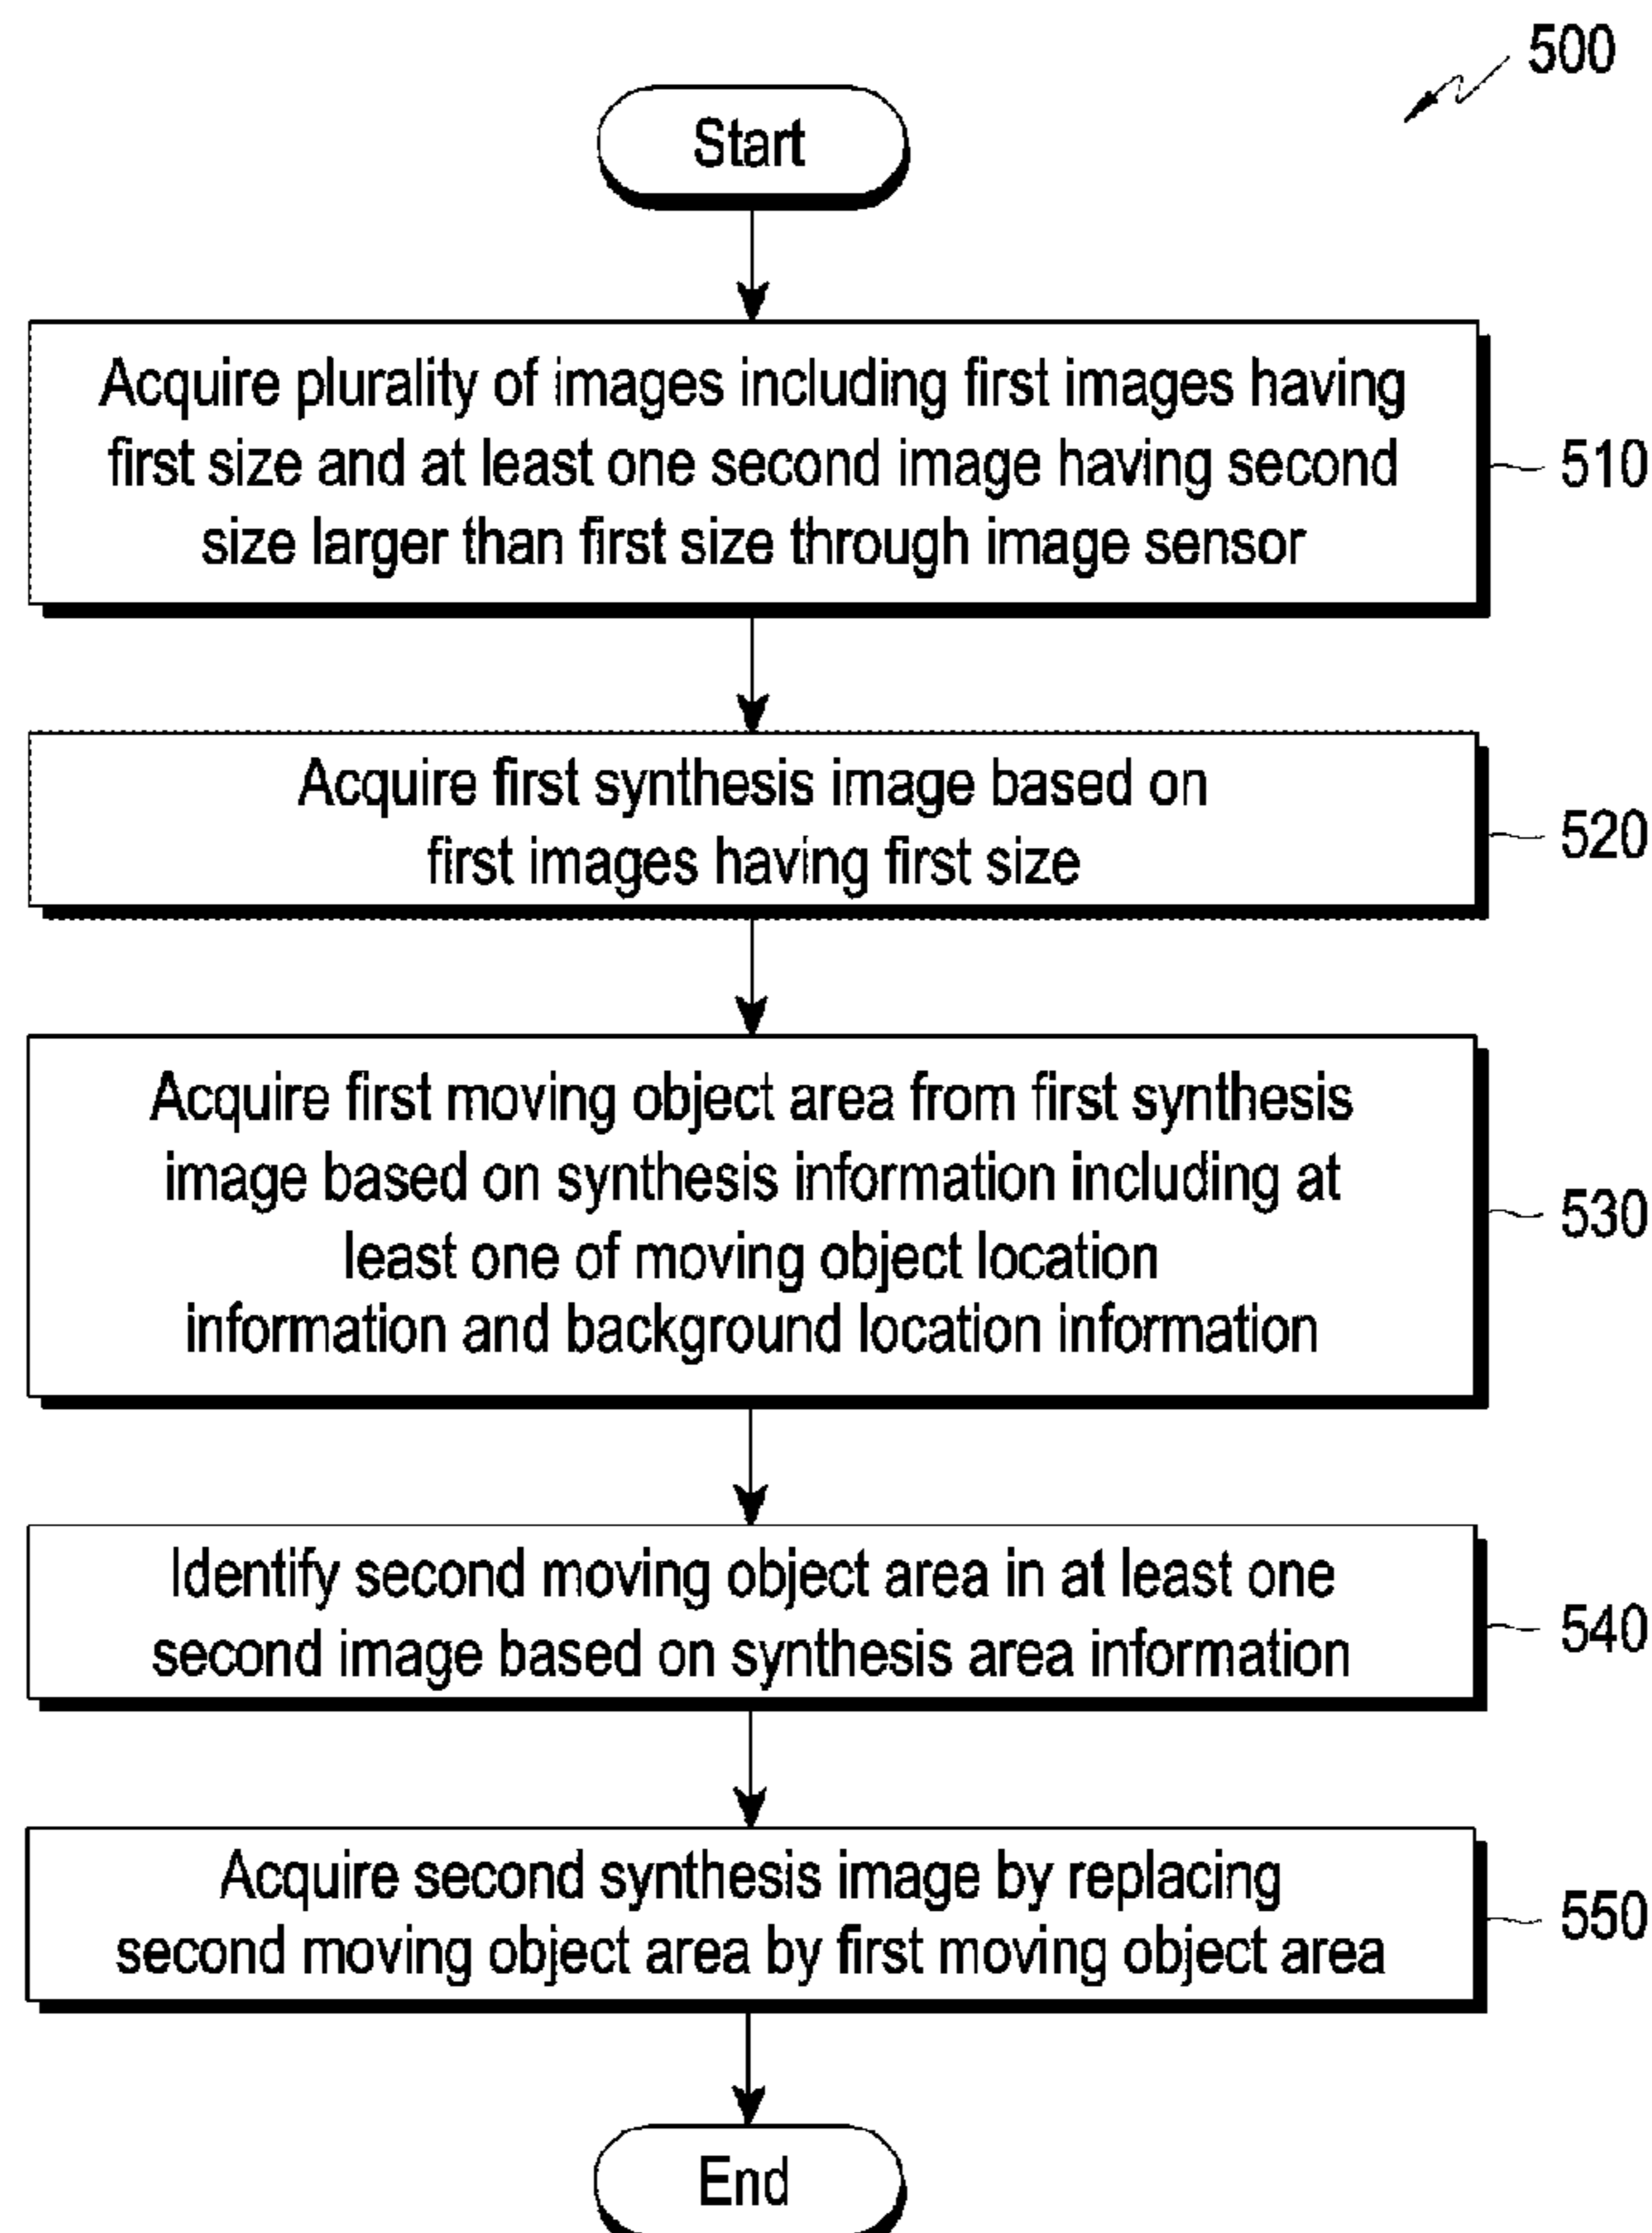 500
Start
Acquire plurality of images including first images having
first size and at least one second image having second
size larger than first size through image sensor
510
Acquire first synthesis image based on
first images having first size
520
Acquire first moving object area from first synthesis
image based on synthesis information including at
least one of moving object location
information and background location information
530
Identify second moving object area in at least one
second image based on synthesis area information
540
Acquire second synthesis image by replacing
second moving object area by first moving object area
550
End